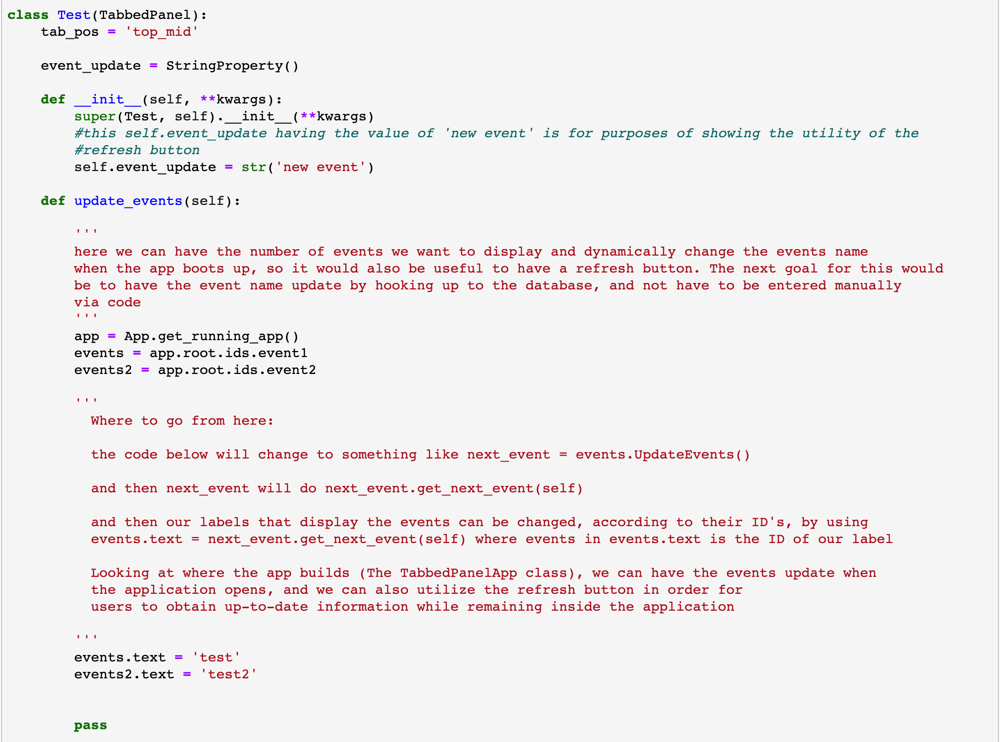 class Test(TabbedPanel):
    tab_pos = 'top_mid'

    event_update = StringProperty()

    def __init__(self, **kwargs):
        super(Test, self).__init__(**kwargs)
        #this self.event_update having the value of 'new event' is for purposes of showing the utility of the
        #refresh button
        self.event_update = str('new event')

    def update_events(self):

        '''
        here we can have the number of events we want to display and dynamically change the events name
        when the app boots up, so it would also be useful to have a refresh button. The next goal for this would
        be to have the event name update by hooking up to the database, and not have to be entered manually
        via code
        '''
        app = App.get_running_app()
        events = app.root.ids.event1
        events2 = app.root.ids.event2

        '''
          Where to go from here:

          the code below will change to something like next_event = events.UpdateEvents()

          and then next_event will do next_event.get_next_event(self)

          and then our labels that display the events can be changed, according to their ID's, by using
          events.text = next_event.get_next_event(self) where events in events.text is the ID of our label

          Looking at where the app builds (The TabbedPanelApp class), we can have the events update when
          the application opens, and we can also utilize the refresh button in order for
          users to obtain up-to-date information while remaining inside the application

        '''
        events.text = 'test'
        events2.text = 'test2'


        pass